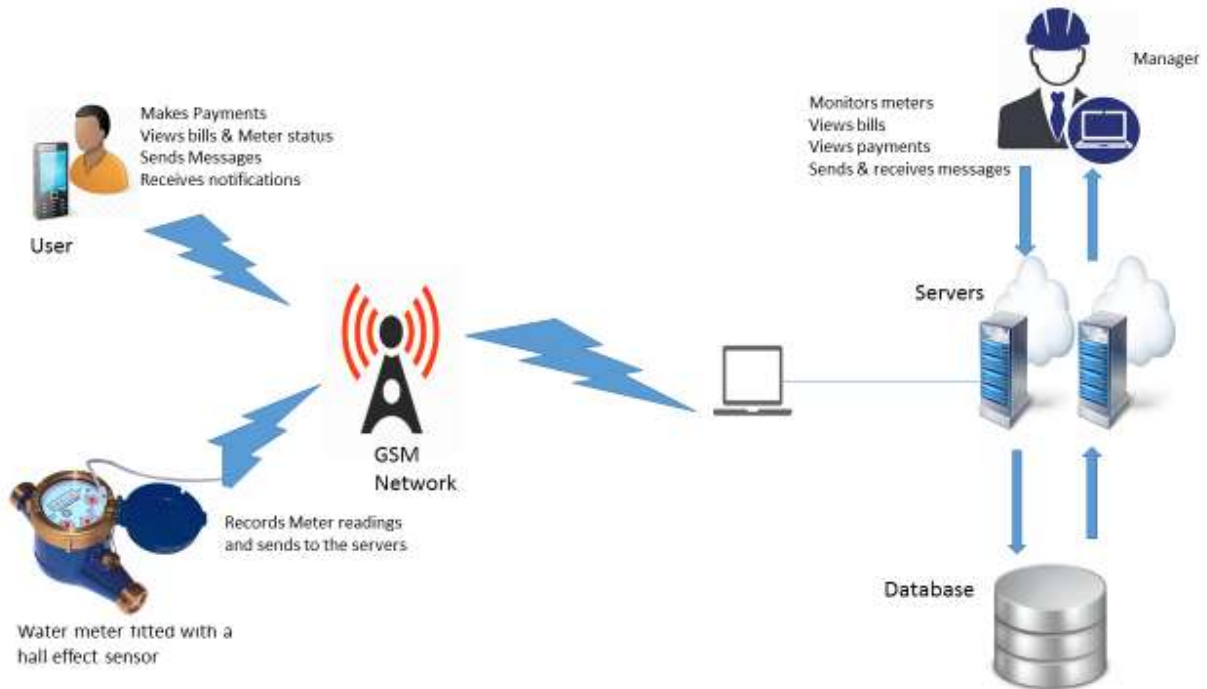 Manager
Monitors meters
Views bills
Views payments
Sends & receives messages
Makes Payments
Views bills & Meter status
Sends Messages
Receives notifications
User
Servers
GSM
Network
Records Meter readings
and sends to the servers
Database
Water meter fitted with a
hall effect sensor